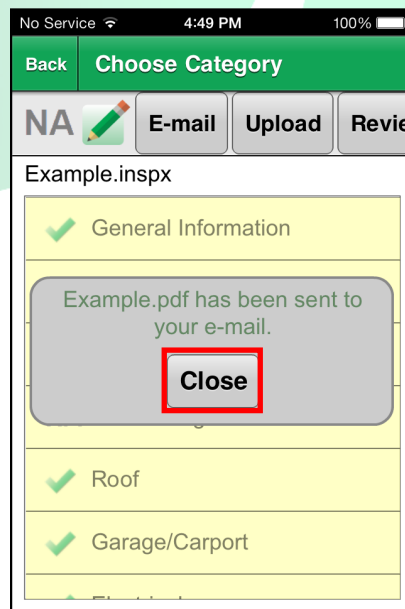 No Service 4:49 PM 100%
Back Choose Category
NA E-mail Upload Revie
Example.inspx
General Information
Example.pdf has been sent to
your e-mail.
Close
Roof
Garage/Carport